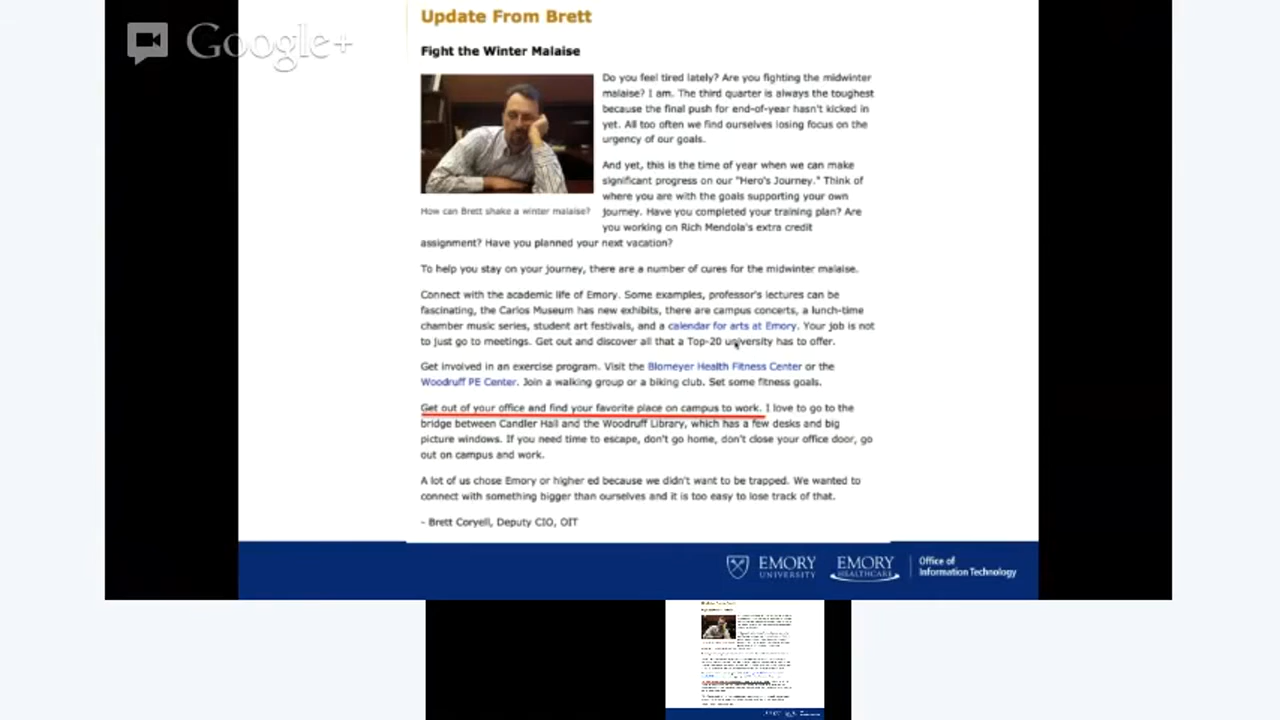 Google+
Update From Brett
Fight the Winter Malaise
Do you feel tired lately? Are you fighting the midwinter
malaise? I am. The third quarter is always the toughest
because the final push for end-of-year hasn't kicked in
yet. All too often we find ourselves losing focus on the
urgency of our goals.
And yet, this is the time of year when we can make
significant progress on our "Hero's Journey." Think of
where you are with the goals supporting your own
journey. Have you completed your training plan? Are
you working on Rich Mendola's extra credit
How can Brett shake a winter malaise?
assignment? Have you planned your next vacation?
To help you stay on your journey, there are a number of cures for the midwinter malaise.
Connect with the academic life of Emory. Some examples, professor's lectures can be
fascinating, the Carlos Museum has new exhibits, there are campus concerts, a lunch-time
chamber music series, student art festivals, and a calendar for arts at Emory. Your job is not
to just go to meetings. Get out and discover all that a Top-20 university has to offer.
Get involved in an exercise program. Visit the Blomeyer Health Fitness Center or the
Woodruff PE Center. Join a walking group or a biking club. Set some fitness goals.
Get out of your office and find your favorite place on campus to work. I love to go to the
bridge between Candler Hall and the Woodruff Library, which has a few desks and big
picture windows. If you need time to escape, don't go home, don't close your office door, go
out on campus and work.
A lot of us chose Emory or higher ed because we didn't want to be trapped. We wanted to
connect with something bigger than ourselves and it is too easy to lose track of that.
– Brett Coryell, Deputy CIO, OIT
EMORY UNIVERSITY
EMORY HEALTHCARE
Office of
Information Technology